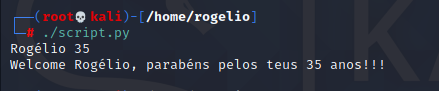 ┌──(root💀kali)-[/home/rogelio]
└─# ./script.py
Rogélio 35
Welcome Rogélio, parabéns pelos teus 35 anos!!!